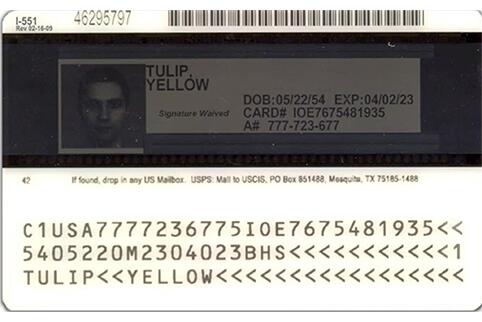 I-551 46295797
Rev 02-16-09
TULIP,
YELLOW
DOB:05/22/54 EXP:04/02/23
Signature Waived CARD# IOE7675481935
A# 777-723-677
42 If found, drop in any US Mailbox. USPS: Mail to USCIS, PO Box 851488, Mesquite, TX 75185-1488
C1USA7777236775IOE7675481935<<
5405220M2304023BHS<<<<<<<<<<<1
TULIP<<YELLOW<<<<<<<<<<<<<<<<<